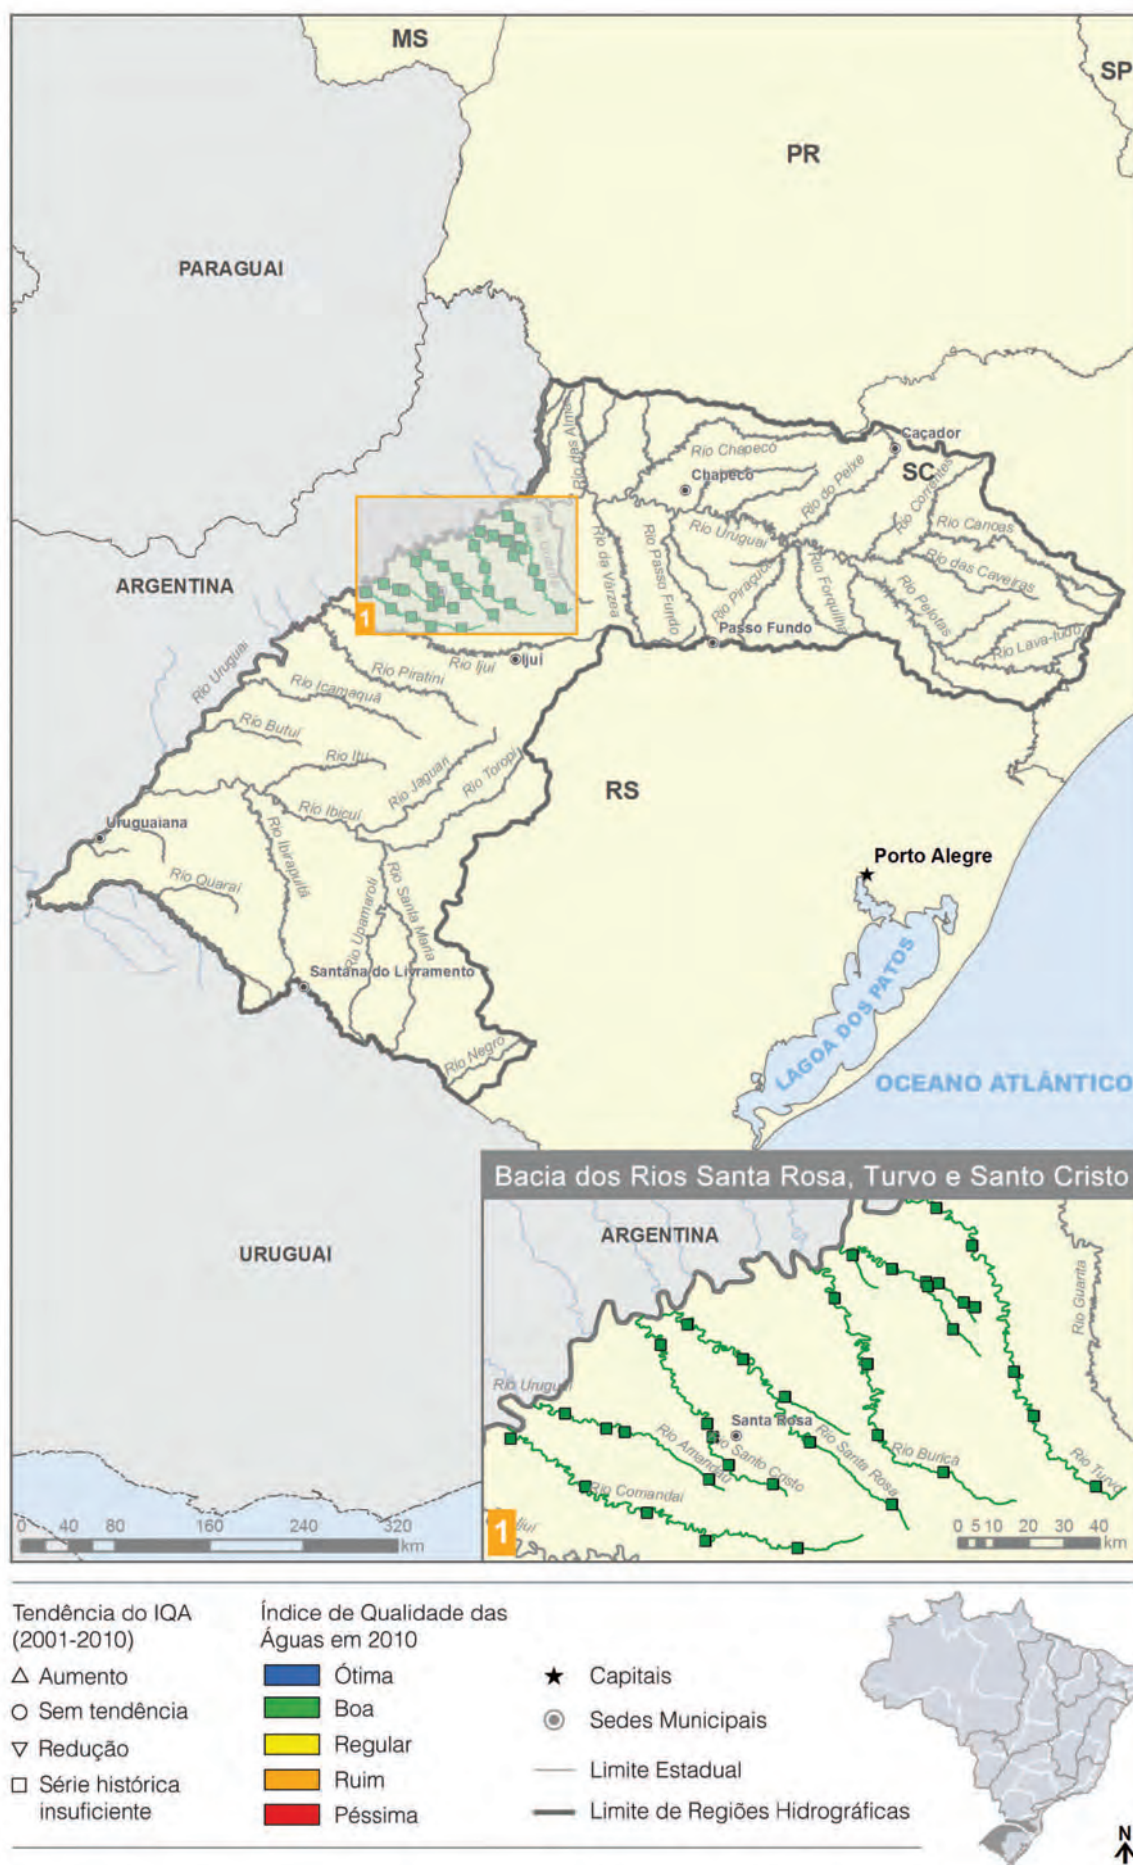 MS
SP
PR
PARAGUAI
Caçador
Rio das Alma
Rio Chapecó
SC
Chapecó
Rio do Peixe
Rio Correntes
Rio Canoas
Rio Uruguai
Rio da Várzea
Rio Passo Fundo
Rio das Caveiras
ARGENTINA
Rio Piraçucê
Rio Forquilha
Rio Pelotas
1
Passo Fundo
Rio Lava-tudo
Rio Ijuí
Ijuí
Rio Uruguai
Rio Piratini
Rio Icamaquã
Rio Butuí
Rio Itu
Rio Jaguari
Rio Toropi
RS
Rio Ibicuí
Uruguaiana
Rio Ibirapuitã
Porto Alegre
Rio Quaraí
Rio Upamaroti
Rio Santa Maria
LAGOA DOS PATOS
Santana do Livramento
Rio Negro
OCEANO ATLÂNTICO
Bacia dos Rios Santa Rosa, Turvo e Santo Cristo
ARGENTINA
URUGUAI
Rio Guarita
Rio Uruguai
Santa Rosa
Rio Amandaú
Rio Santo Cristo
Rio Santa Rosa
Rio Buricá
Rio Turvo
Rio Comandaí
Ijuí
1
0 40 80 160 240 320
km
0 5 10 20 30 40
km
Tendência do IQA
(2001-2010)
Aumento
Sem tendência
Redução
Série histórica
insuficiente
Índice de Qualidade das
Águas em 2010
Ótima
Boa
Regular
Ruim
Péssima
Capitais
Sedes Municipais
Limite Estadual
Limite de Regiões Hidrográficas
N